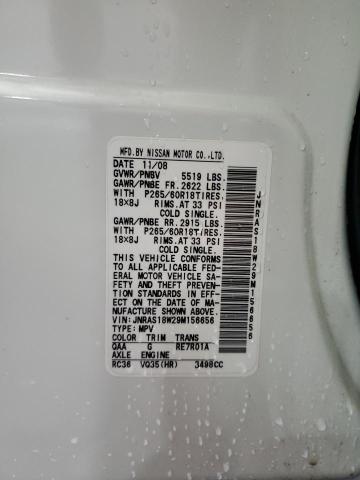 MFD.BY NISSAN MOTOR CO.,LTD.
DATE 11/08
GVWR/PNBV 5519 LBS.
GAWR/PNBE FR.2622 LBS.
WITH P265/60R18TIRES.
18X8J RIMS.AT 33 PSI
COLD SINGLE.
GAWR/PNBE RR.2915 LBS.
WITH P265/60R18TIRES.
18X8J RIMS.AT 33 PSI
COLD SINGLE.
THIS VEHICLE CONFORMS
TO ALL APPLICABLE FED-
ERAL MOTOR VEHICLE SA-
FETY AND THEFT PREVEN-
TION STANDARDS IN EFF-
ECT ON THE DATE OF MA-
NUFACTURE SHOWN ABOVE.
VIN:JNRAS18W29M156656
TYPE:MPV
COLOR TRIM TRANS
QAA G RE7R01A
AXLE ENGINE
RC36 VQ35(HR) 3498CC
JNRAS18W29M156656